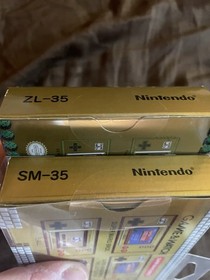 ZL-35 Nintendo
SM-35 Nintendo
GAME & WATCH